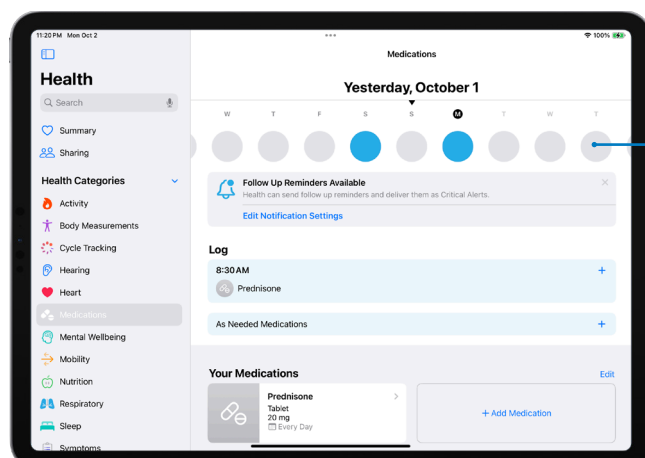 11:20 PM Mon Oct 2
100%
Medications
Health
Search
Summary
Sharing
Health Categories
Activity
Body Measurements
Cycle Tracking
Hearing
Heart
Medications
Mental Wellbeing
Mobility
Nutrition
Respiratory
Sleep
Symptoms
Yesterday, October 1
W T F S S M T W T
Follow Up Reminders Available
Health can send follow up reminders and deliver them as Critical Alerts.
Edit Notification Settings
Log
8:30 AM
Prednisone
As Needed Medications
Your Medications
Edit
Prednisone
Tablet
20 mg
Every Day
+ Add Medication